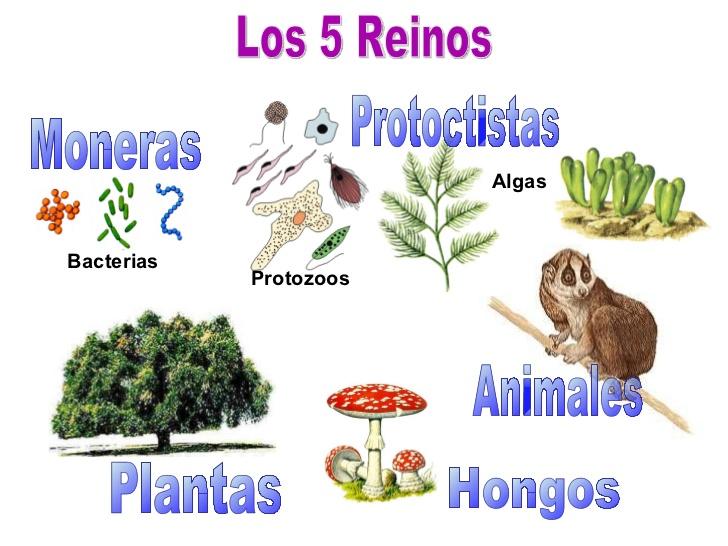 Los 5 Reinos
Moneras
Protoctistas
Algas
Bacterias
Protozoos
Animales
Plantas
Hongos